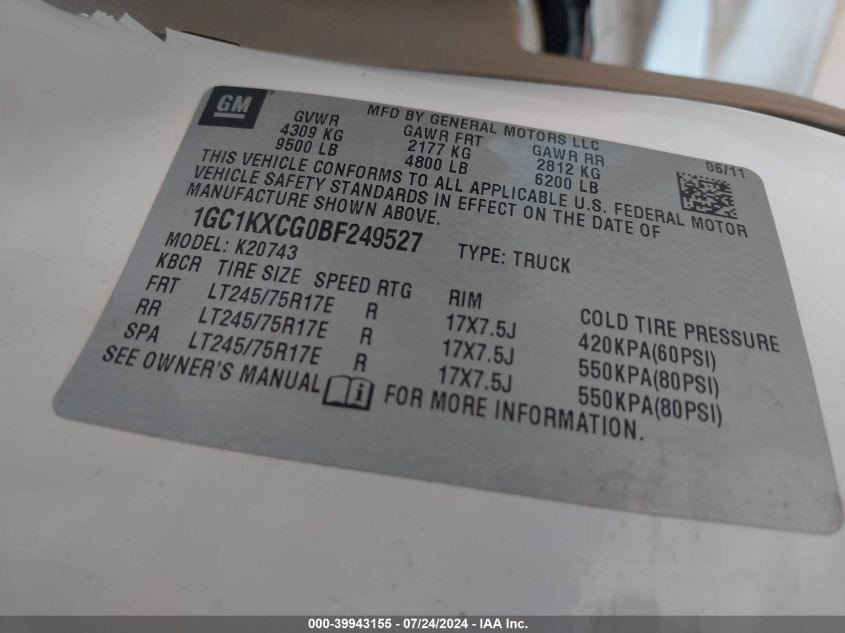 GM
MFD BY GENERAL MOTORS LLC
GVWR GAWR FRT GAWR RR 06/11
4309 KG 2177 KG 2812 KG
9500 LB 4800 LB 6200 LB
THIS VEHICLE CONFORMS TO ALL APPLICABLE U.S. FEDERAL MOTOR
VEHICLE SAFETY STANDARDS IN EFFECT ON THE DATE OF
MANUFACTURE SHOWN ABOVE.
1GC1KXCG0BF249527 TYPE: TRUCK
MODEL: K20743
KBCR TIRE SIZE SPEED RTG RIM COLD TIRE PRESSURE
FRT LT245/75R17E R 17X7.5J 420KPA(60PSI)
RR LT245/75R17E R 17X7.5J 550KPA(80PSI)
SPA LT245/75R17E R 17X7.5J 550KPA(80PSI)
SEE OWNER'S MANUAL i FOR MORE INFORMATION.
000-39943155 - 07/24/2024 - IAA Inc.